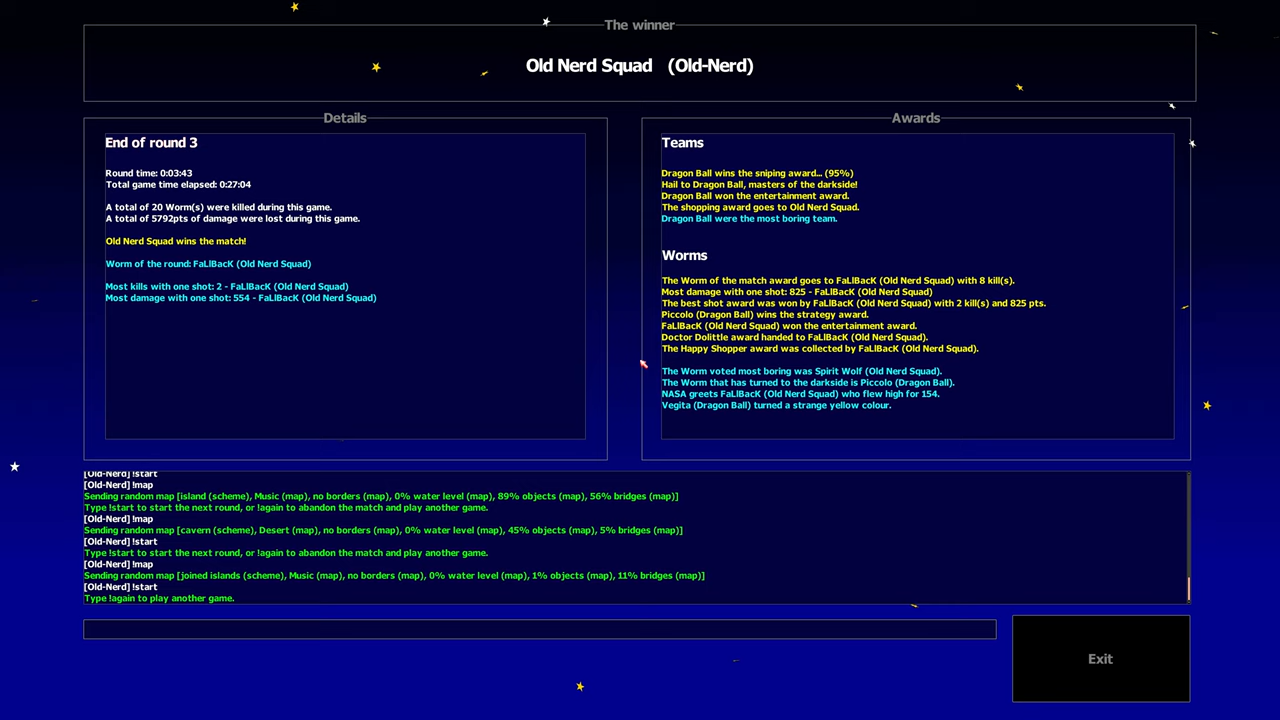 The winner
Old Nerd Squad (Old-Nerd)
Details
End of round 3
Round time: 0:03:43
Total game time elapsed: 0:27:04
A total of 20 Worm(s) were killed during this game.
A total of 5792pts of damage were lost during this game.
Old Nerd Squad wins the match!
Worm of the round: FaLlBacK (Old Nerd Squad)
Most kills with one shot: 2 - FaLlBacK (Old Nerd Squad)
Most damage with one shot: 554 - FaLlBacK (Old Nerd Squad)
Awards
Teams
Dragon Ball wins the sniping award... (95%)
Hail to Dragon Ball, masters of the darkside!
Dragon Ball won the entertainment award.
The shopping award goes to Old Nerd Squad.
Dragon Ball were the most boring team.
Worms
The Worm of the match award goes to FaLlBacK (Old Nerd Squad) with 8 kill(s).
Most damage with one shot: 825 - FaLlBacK (Old Nerd Squad)
The best shot award was won by FaLlBacK (Old Nerd Squad) with 2 kill(s) and 825 pts.
Piccolo (Dragon Ball) wins the strategy award.
FaLlBacK (Old Nerd Squad) won the entertainment award.
Doctor Dolittle award handed to FaLlBacK (Old Nerd Squad).
The Happy Shopper award was collected by FaLlBacK (Old Nerd Squad).
The Worm voted most boring was Spirit Wolf (Old Nerd Squad).
The Worm that has turned to the darkside is Piccolo (Dragon Ball).
NASA greets FaLlBacK (Old Nerd Squad) who flew high for 154.
Vegita (Dragon Ball) turned a strange yellow colour.
[Old-Nerd] !start
[Old-Nerd] !map
Sending random map [island (scheme), Music (map), no borders (map), 0% water level (map), 89% objects (map), 56% bridges (map)]
Type !start to start the next round, or !again to abandon the match and play another game.
[Old-Nerd] !map
Sending random map [cavern (scheme), Desert (map), no borders (map), 0% water level (map), 45% objects (map), 5% bridges (map)]
[Old-Nerd] !start
Type !start to start the next round, or !again to abandon the match and play another game.
[Old-Nerd] !map
Sending random map [joined islands (scheme), Music (map), no borders (map), 0% water level (map), 1% objects (map), 11% bridges (map)]
[Old-Nerd] !start
Type !again to play another game.
Exit